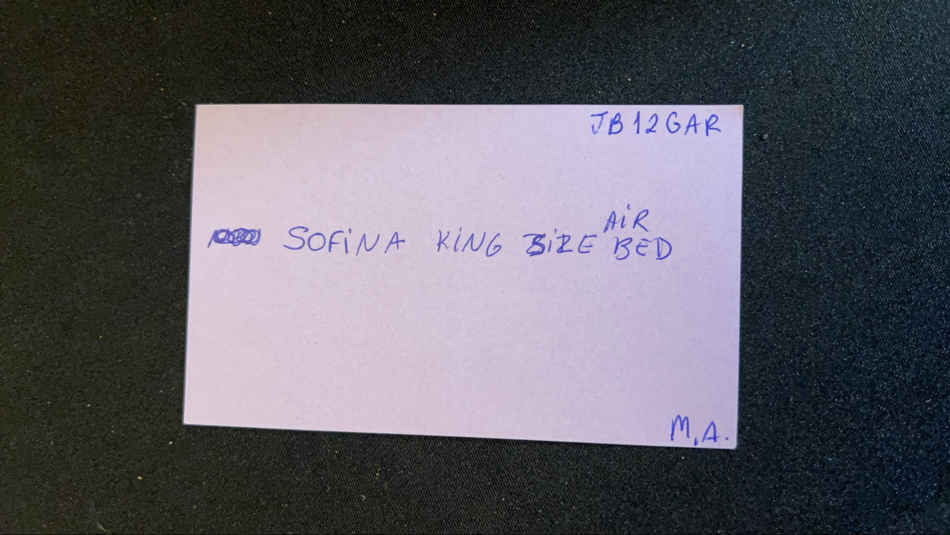 JB12GAR
SOFiNA KiNG SiZE AiR BED
M.A.